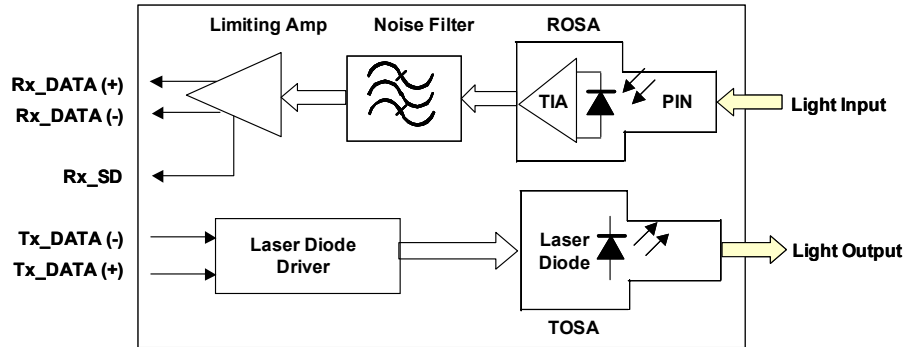 Limiting Amp
Noise Filter
ROSA
Rx_DATA (+)
Rx_DATA (-)
Rx_SD
TIA
PIN
Light Input
Tx_DATA (-)
Tx_DATA (+)
Laser Diode
Driver
Laser
Diode
Light Output
TOSA